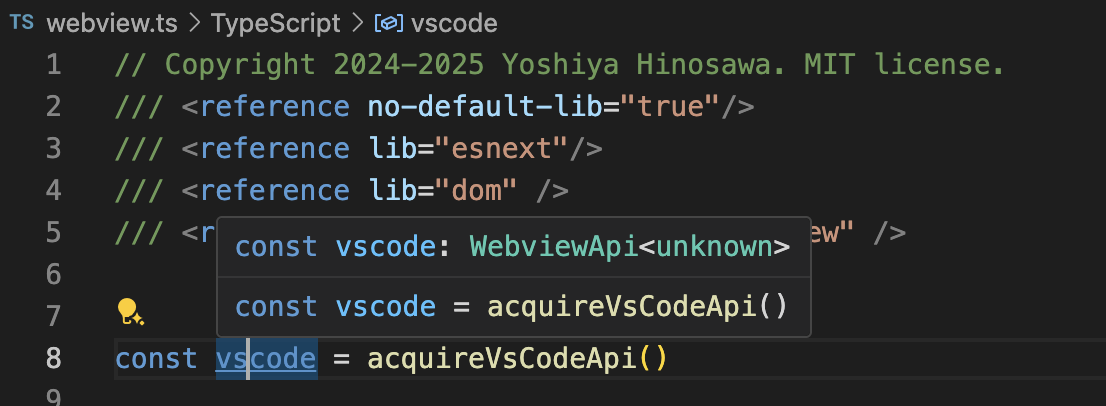 TS webview.ts > TypeScript > vscode
1 // Copyright 2024-2025 Yoshiya Hinosawa. MIT license.
2 /// <reference no-default-lib="true"/>
3 /// <reference lib="esnext"/>
4 /// <reference lib="dom" />
5 /// <r ew" />
const vscode: WebviewApi<unknown>
6
const vscode = acquireVsCodeApi()
7
8 const vscode = acquireVsCodeApi()
9